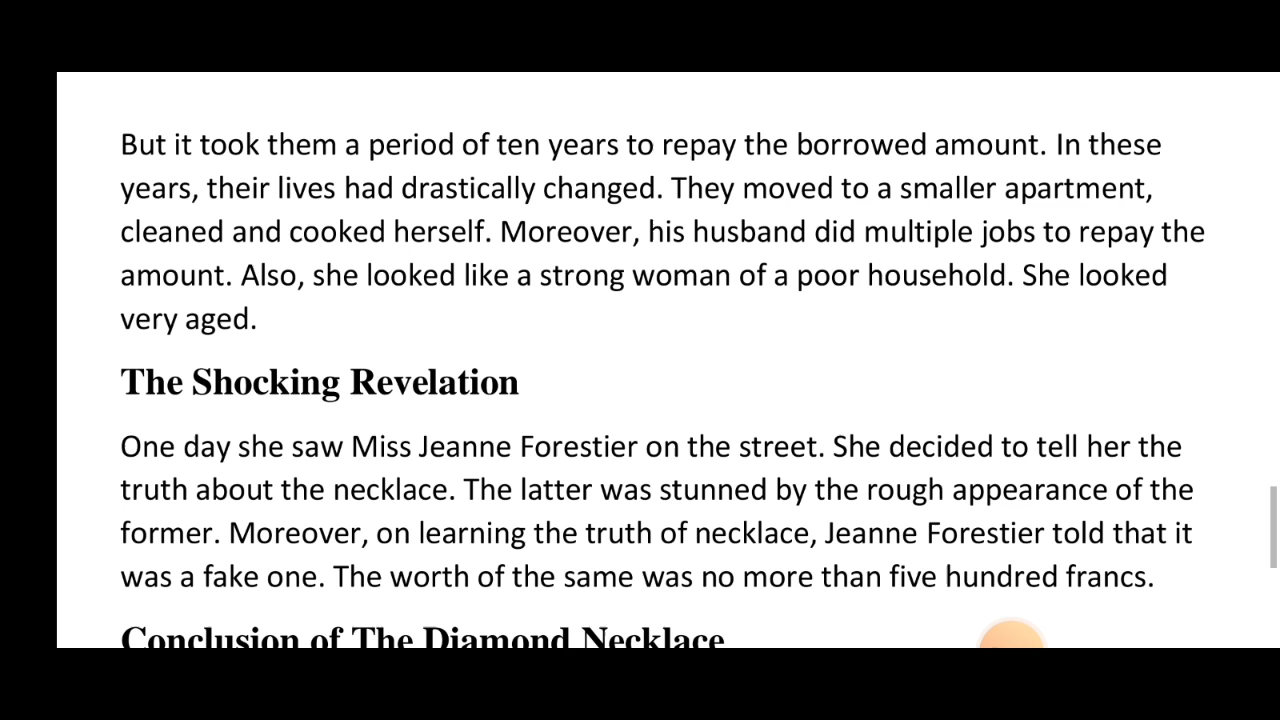 But it took them a period of ten years to repay the borrowed amount. In these
years, their lives had drastically changed. They moved to a smaller apartment,
cleaned and cooked herself. Moreover, his husband did multiple jobs to repay the
amount. Also, she looked like a strong woman of a poor household. She looked
very aged.
The Shocking Revelation
One day she saw Miss Jeanne Forestier on the street. She decided to tell her the
truth about the necklace. The latter was stunned by the rough appearance of the
former. Moreover, on learning the truth of necklace, Jeanne Forestier told that it
was a fake one. The worth of the same was no more than five hundred francs.
Conclusion of The Diamond Necklace